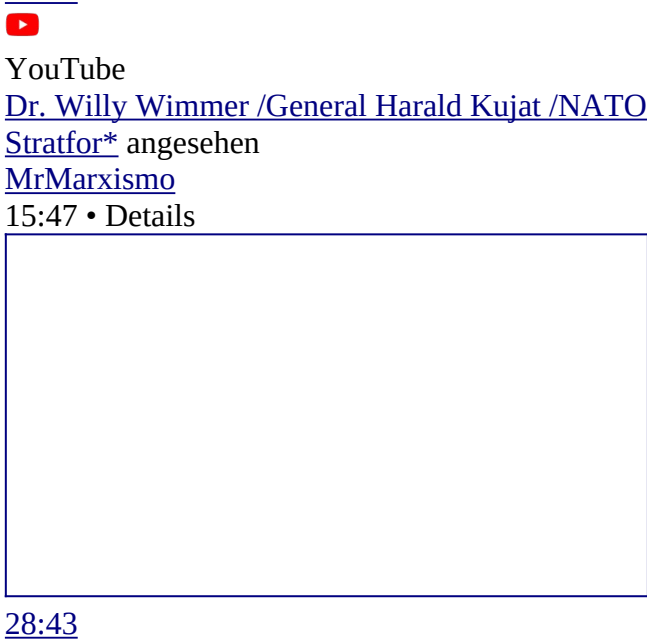 YouTube
Dr. Willy Wimmer /General Harald Kujat /NATO
Stratfor* angesehen
MrMarxismo
15:47 • Details
28:43